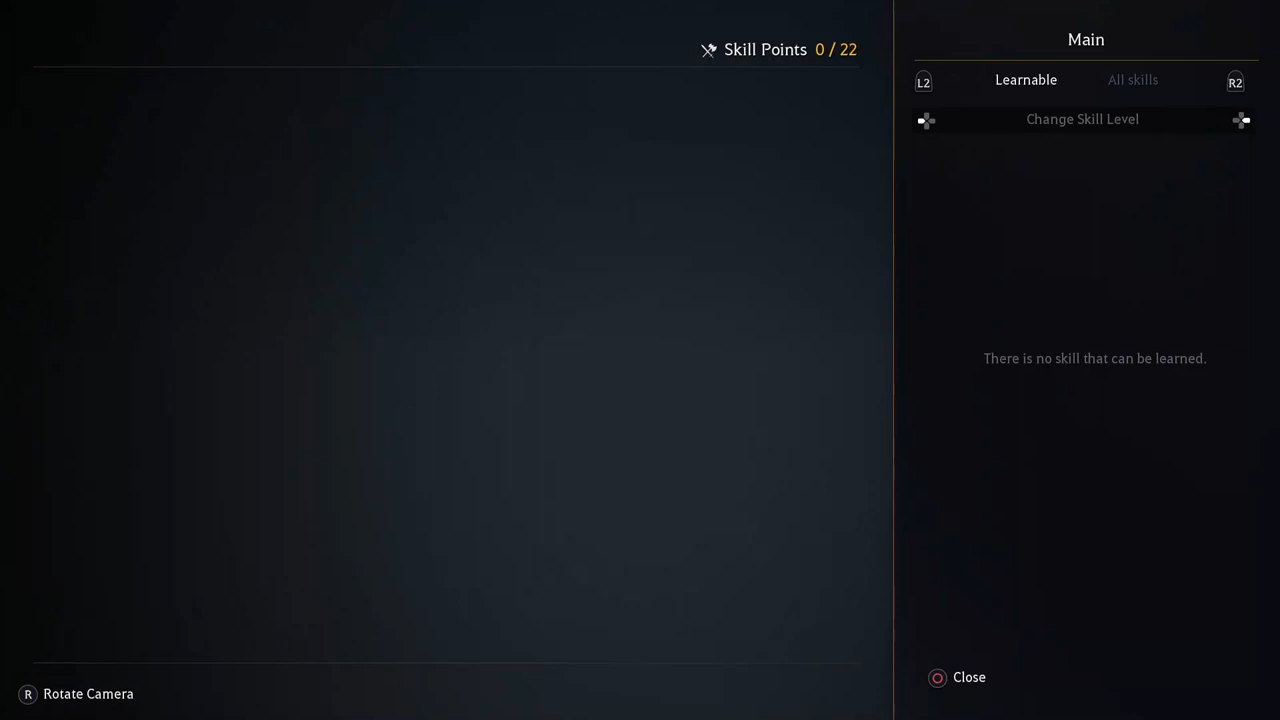 Skill Points 0 / 22
Main
L2 Learnable All skills R2
Change Skill Level
There is no skill that can be learned.
Close
R Rotate Camera